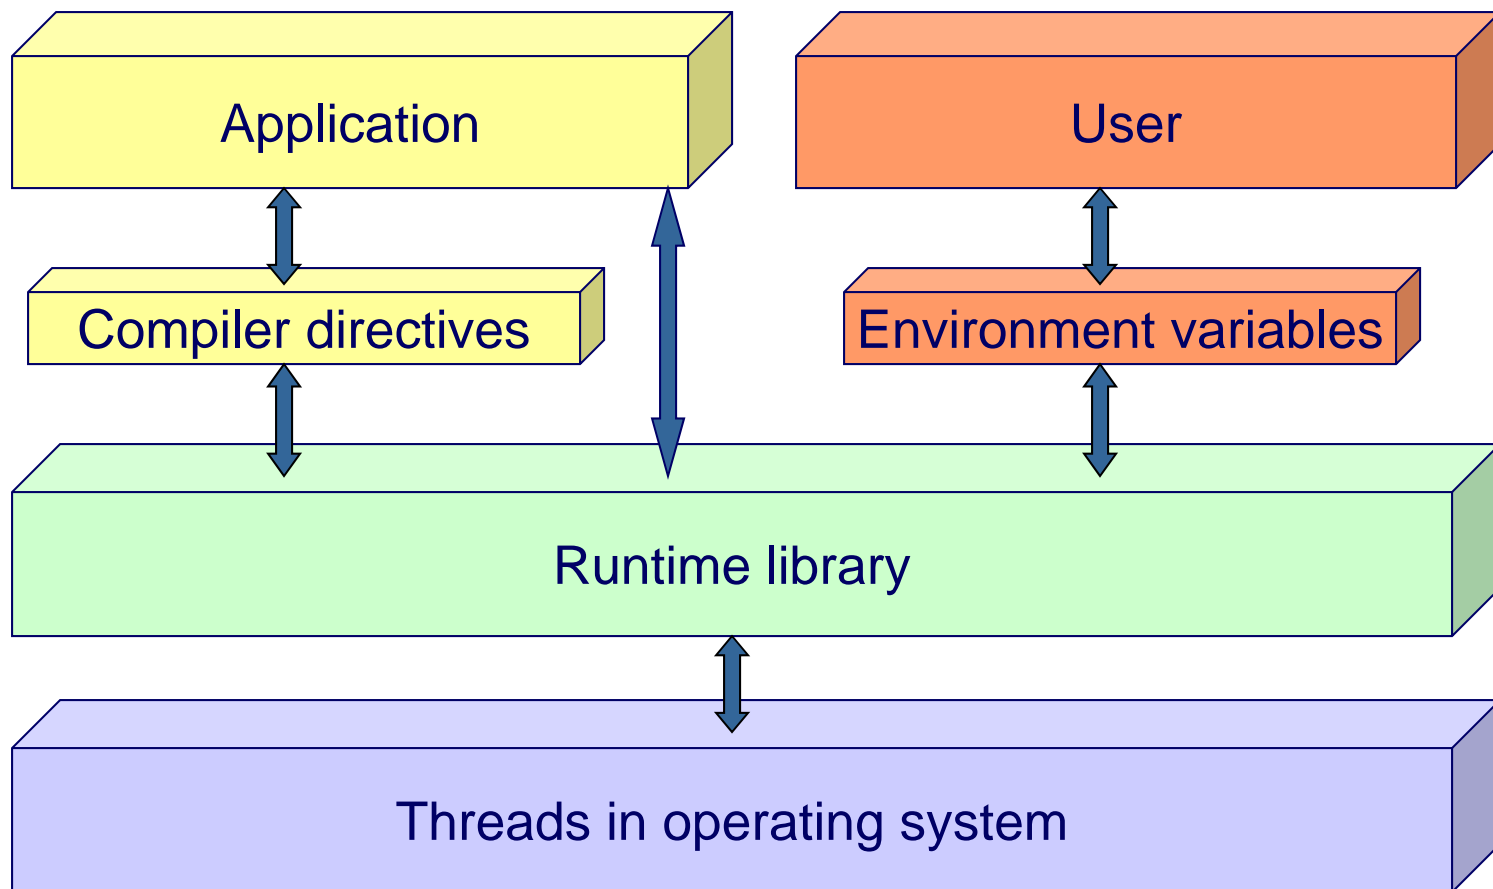 Application
User
Compiler directives
Environment variables
Runtime library
Threads in operating system